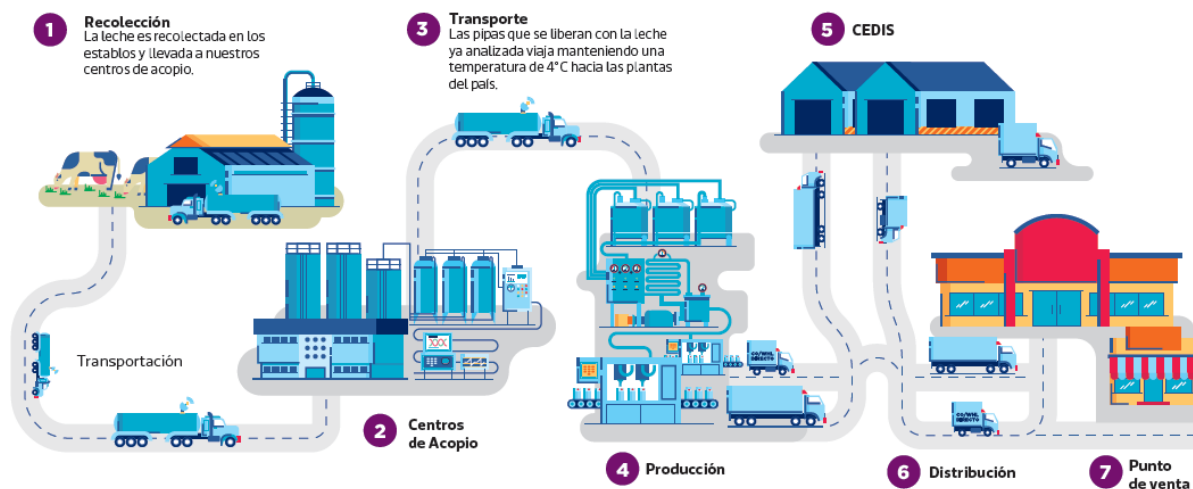 1
Recolección
La leche es recolectada en los
establos y llevada a nuestros
centros de acopio.
Transportación
2
Centros
de Acopio
3
Transporte
Las pipas que se liberan con la leche
ya analizada viaja manteniendo una
temperatura de 4°C hacia las plantas
del país.
4
Producción
5
CEDIS
6
Distribución
7
Punto
de venta